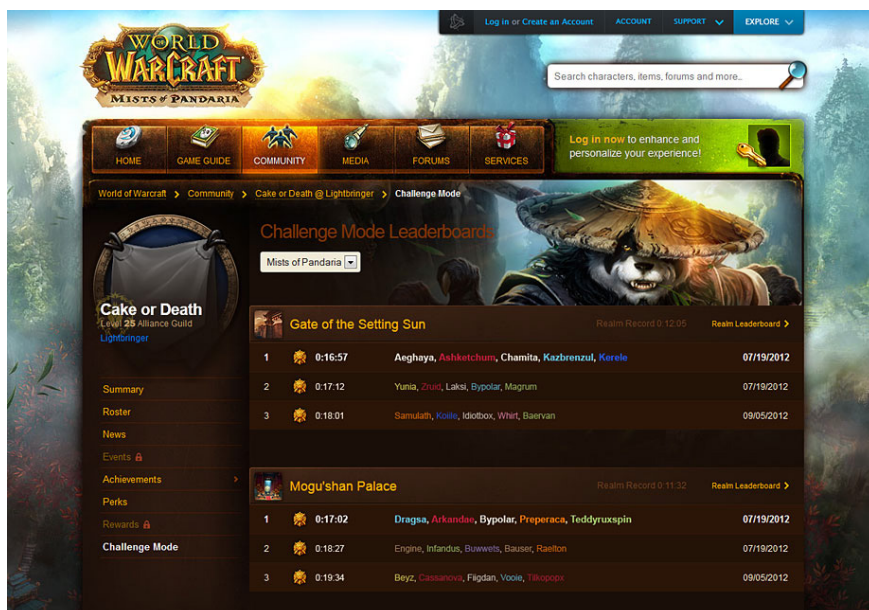 Log in or Create an Account ACCOUNT SUPPORT EXPLORE
WORLD OF WARCRAFT
MISTS OF PANDARIA
Search characters, items, forums and more..
HOME GAME GUIDE COMMUNITY MEDIA FORUMS SERVICES
Log in now to enhance and
personalize your experience!
World of Warcraft > Community > Cake or Death @ Lightbringer > Challenge Mode
Challenge Mode Leaderboards
Mists of Pandaria
Cake or Death
Level 25 Alliance Guild
Lightbringer
Summary
Roster
News
Events
Achievements
Perks
Rewards
Challenge Mode
Gate of the Setting Sun Realm Record 0:12:05 Realm Leaderboard >
1 0:16:57 Aeghaya, Ashketchum, Chamita, Kazbrenzul, Kerele 07/19/2012
2 0:17:12 Yunia, Zruid, Laksi, Bypolar, Magrum 07/19/2012
3 0:18:01 Samulath, Koiile, Idiotbox, Whirt, Baervan 09/05/2012
Mogu'shan Palace Realm Record 0:11:32 Realm Leaderboard >
1 0:17:02 Dragsa, Arkandae, Bypolar, Preperaca, Teddyruxspin 07/19/2012
2 0:18:27 Engine, Infandus, Buwwets, Bauser, Raelton 07/19/2012
3 0:19:34 Beyz, Cassanova, Fligdan, Vooie, Tikopopx 09/05/2012